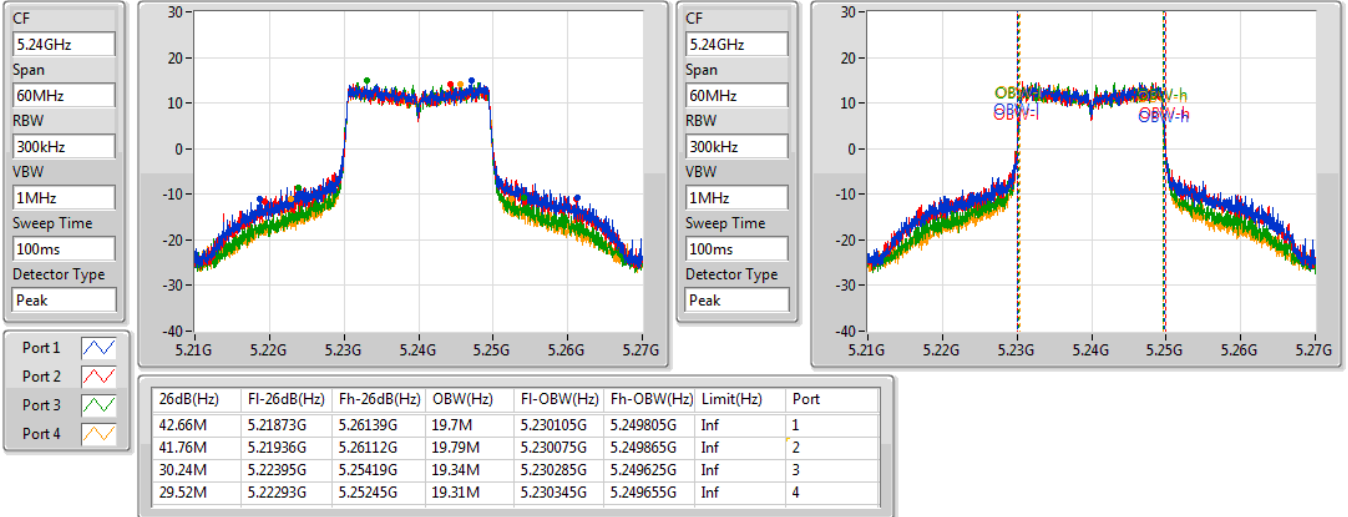 CF
5.24GHz
Span
60MHz
RBW
300kHz
VBW
1MHz
Sweep Time
100ms
Detector Type
Peak
30
20
10
0
-10
-20
-30
-40
5.21G 5.22G 5.23G 5.24G 5.25G 5.26G 5.27G
CF
5.24GHz
Span
60MHz
RBW
300kHz
VBW
1MHz
Sweep Time
100ms
Detector Type
Peak
30
20
10
0
-10
-20
-30
-40
OBW-h
OBW-l
OBW-h
5.21G 5.22G 5.23G 5.24G 5.25G 5.26G 5.27G
Port 1
Port 2
Port 3
Port 4
26dB(Hz) Fl-26dB(Hz) Fh-26dB(Hz) OBW(Hz) Fl-OBW(Hz) Fh-OBW(Hz) Limit(Hz) Port
42.66M 5.21873G 5.26139G 19.7M 5.230105G 5.249805G Inf 1
41.76M 5.21936G 5.26112G 19.79M 5.230075G 5.249865G Inf 2
30.24M 5.22395G 5.25419G 19.34M 5.230285G 5.249625G Inf 3
29.52M 5.22293G 5.25245G 19.31M 5.230345G 5.249655G Inf 4